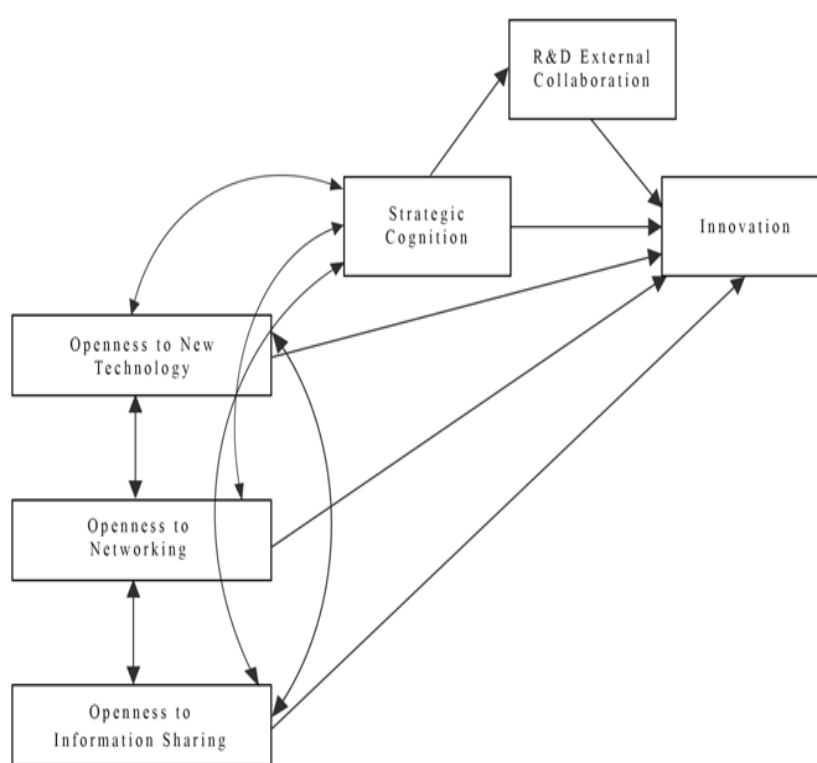 R&D External
Collaboration
Strategic
Cognition
Innovation
Openness to New
Technology
Openness to
Networking
Openness to
Information Sharing